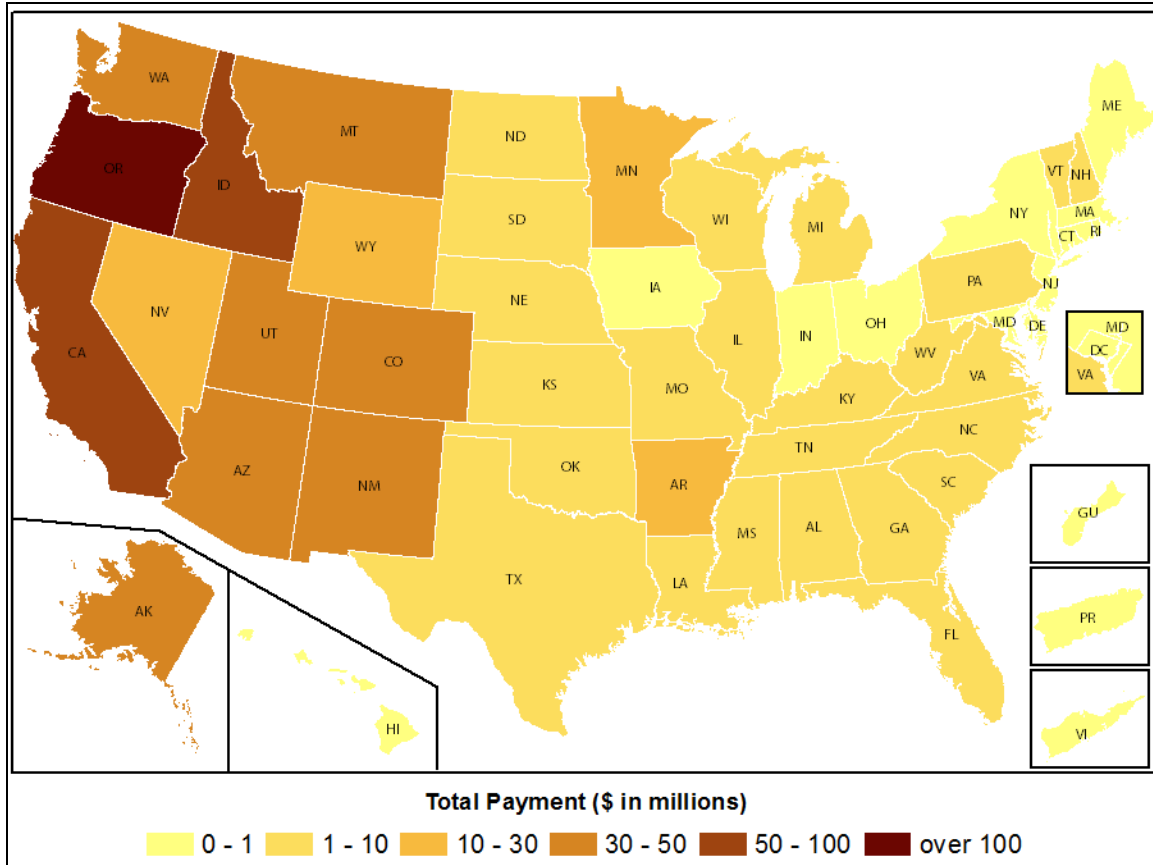 WA
MT
ND
MN
ME
OR
ID
SD
WI
MI
VT
NH
NY
MA
CT
RI
WY
NE
IA
IL
IN
OH
PA
NJ
MD
DE
NV
UT
CO
KS
MO
KY
WV
VA
CA
AZ
NM
OK
AR
TN
NC
SC
TX
LA
MS
AL
GA
FL
MD
DC
VA
GU
PR
VI
AK
HI
Total Payment ($ in millions)
0 - 1 1 - 10 10 - 30 30 - 50 50 - 100 over 100